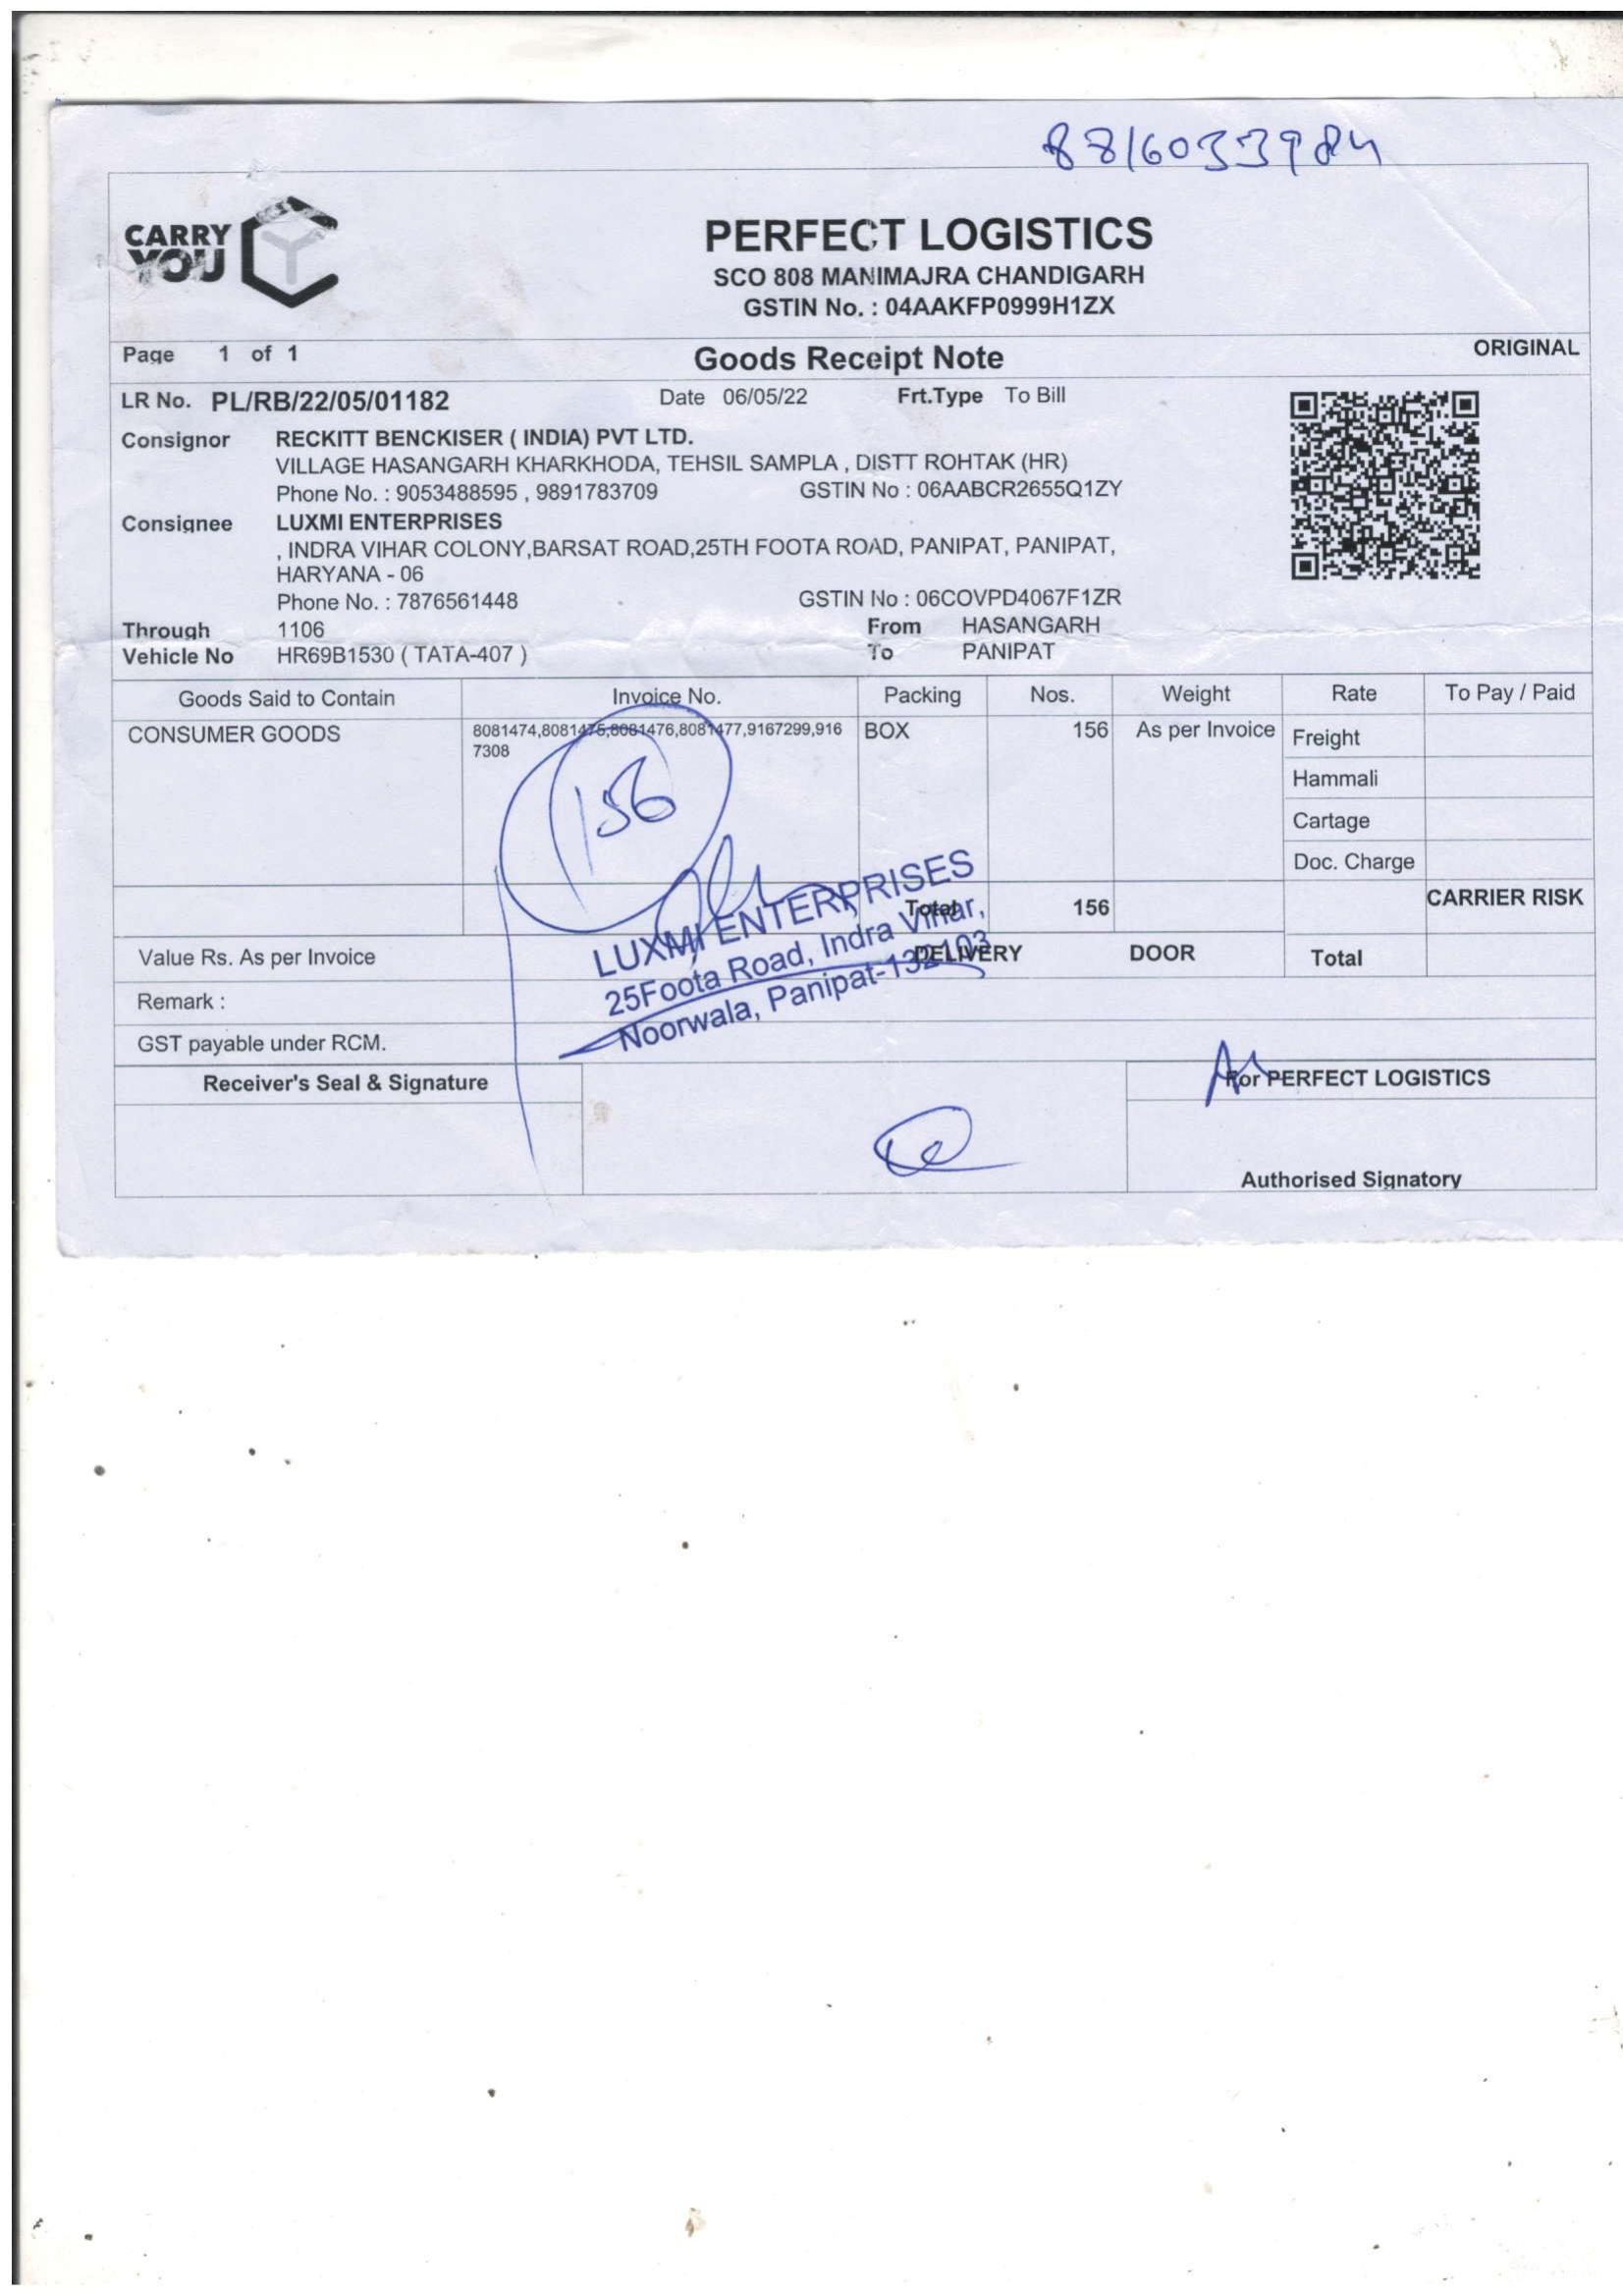 8816033984
CARRY
YOU
PERFECT LOGISTICS
SCO 808 MANIMAJRA CHANDIGARH
GSTIN No. : 04AAKFP0999H1ZX
Page 1 of 1 Goods Receipt Note ORIGINAL
LR No. PL/RB/22/05/01182 Date 06/05/22 Frt.Type To Bill
Consignor RECKITT BENCKISER ( INDIA) PVT LTD.
VILLAGE HASANGARH KHARKHODA, TEHSIL SAMPLA , DISTT ROHTAK (HR)
Phone No. : 9053488595 , 9891783709 GSTIN No : 06AABCR2655Q1ZY
Consignee LUXMI ENTERPRISES
, INDRA VIHAR COLONY,BARSAT ROAD,25TH FOOTA ROAD, PANIPAT, PANIPAT,
HARYANA - 06
Phone No. : 7876561448 GSTIN No : 06COVPD4067F1ZR
Through 1106 From HASANGARH
Vehicle No HR69B1530 ( TATA-407 ) To PANIPAT
Goods Said to Contain Invoice No. Packing Nos. Weight Rate To Pay / Paid
CONSUMER GOODS 8081474,8081475,8081476,8081477,9167299,916 BOX 156 As per Invoice Freight
7308
156
Hammali
Cartage
Doc. Charge
Total 156 CARRIER RISK
Value Rs. As per Invoice DELIVERY DOOR Total
LUXMI ENTERPRISES
25Foota Road, Indra Vihar,
Noorwala, Panipat-132103
Remark :
GST payable under RCM.
Receiver's Seal & Signature For PERFECT LOGISTICS
Authorised Signatory